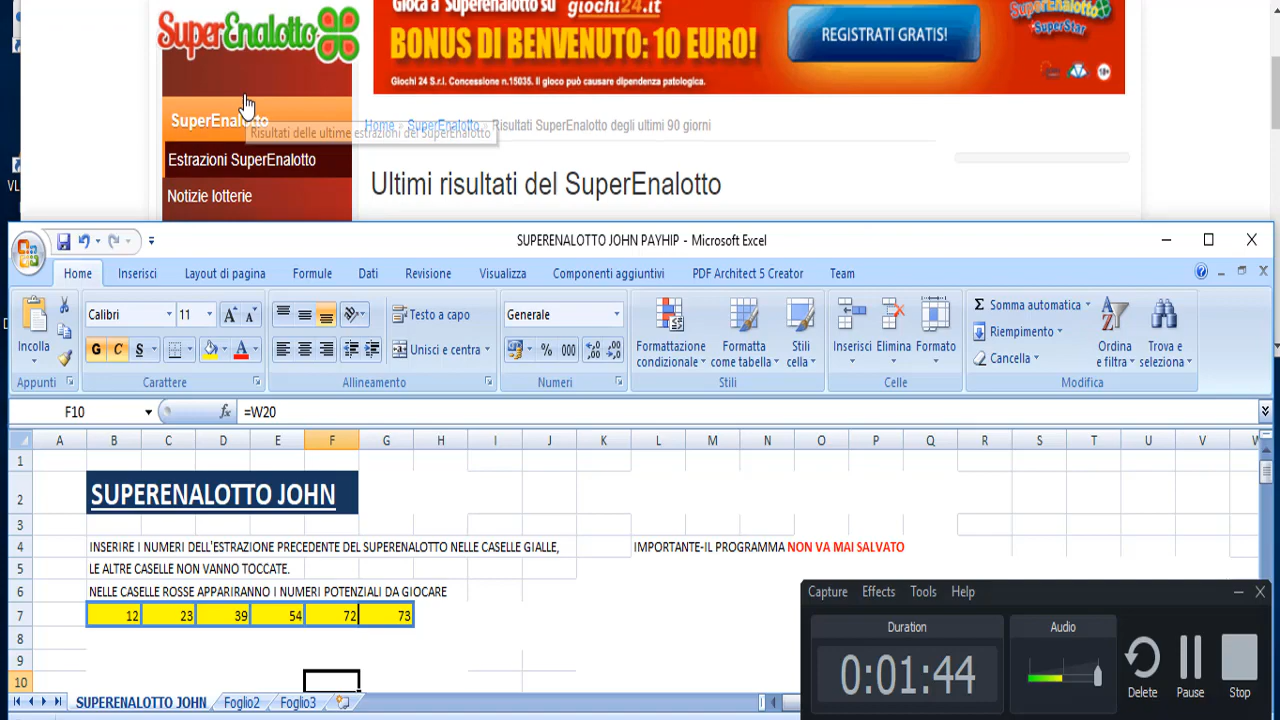 SuperEnalotto
Gioca a SuperEnalotto su giochi24.it
BONUS DI BENVENUTO: 10 EURO!
Giochi 24 S.r.l. Concessione n.15035. Il gioco può causare dipendenza patologica.
REGISTRATI GRATIS!
SuperEnalotto
SuperStar
18+
SuperEnalotto
Risultati delle ultime estrazioni del SuperEnalotto
Home » SuperEnalotto » Risultati SuperEnalotto degli ultimi 90 giorni
Estrazioni SuperEnalotto
Notizie lotterie
Ultimi risultati del SuperEnalotto
VL
SUPERENALOTTO JOHN PAYHIP - Microsoft Excel
Home Inserisci Layout di pagina Formule Dati Revisione Visualizza Componenti aggiuntivi PDF Architect 5 Creator Team
Incolla
Appunti
Calibri 11
G C S
Carattere
Testo a capo
Unisci e centra
Allineamento
Generale
% 000
Numeri
Formattazione condizionale
Formatta come tabella
Stili cella
Stili
Inserisci Elimina Formato
Celle
Somma automatica
Riempimento
Cancella
Ordina e filtra
Trova e seleziona
Modifica
F10 fx =W20
A B C D E F G H I J K L M N O P Q R S T U V W
1
2 SUPERENALOTTO JOHN
3
4 INSERIRE I NUMERI DELL'ESTRAZIONE PRECEDENTE DEL SUPERENALOTTO NELLE CASELLE GIALLE, IMPORTANTE-IL PROGRAMMA NON VA MAI SALVATO
5 LE ALTRE CASELLE NON VANNO TOCCATE.
6 NELLE CASELLE ROSSE APPARIRANNO I NUMERI POTENZIALI DA GIOCARE
7 12 23 39 54 72 73
8
9
10
SUPERENALOTTO JOHN Foglio2 Foglio3
Capture Effects Tools Help
Duration
0:01:44
Audio
Delete Pause Stop